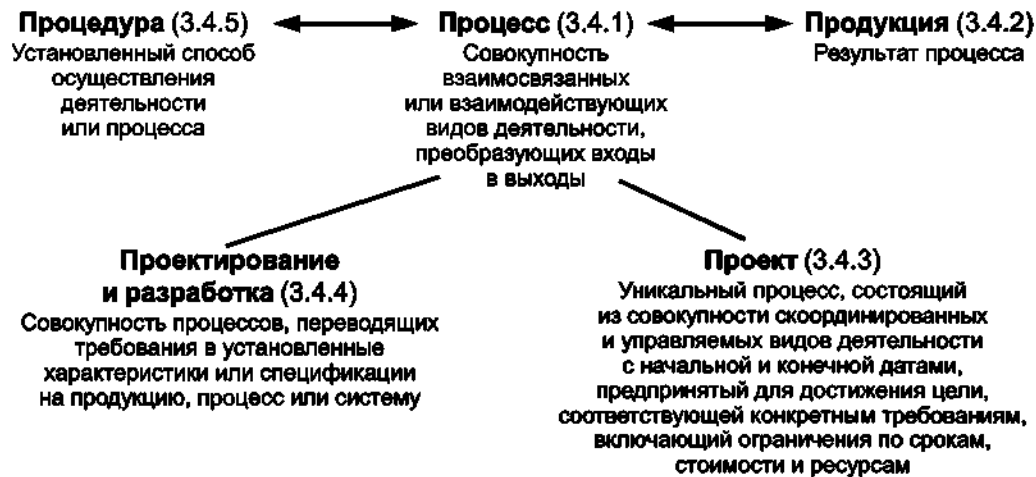 Процедура (3.4.5)
Установленный способ
осуществления
деятельности
или процесса
Процесс (3.4.1)
Совокупность
взаимосвязанных
или взаимодействующих
видов деятельности,
преобразующих входы
в выходы
Продукция (3.4.2)
Результат процесса
Проектирование
и разработка (3.4.4)
Совокупность процессов, переводящих
требования в установленные
характеристики или спецификации
на продукцию, процесс или систему
Проект (3.4.3)
Уникальный процесс, состоящий
из совокупности скоординированных
и управляемых видов деятельности
с начальной и конечной датами,
предпринятый для достижения цели,
соответствующей конкретным требованиям,
включающий ограничения по срокам,
стоимости и ресурсам